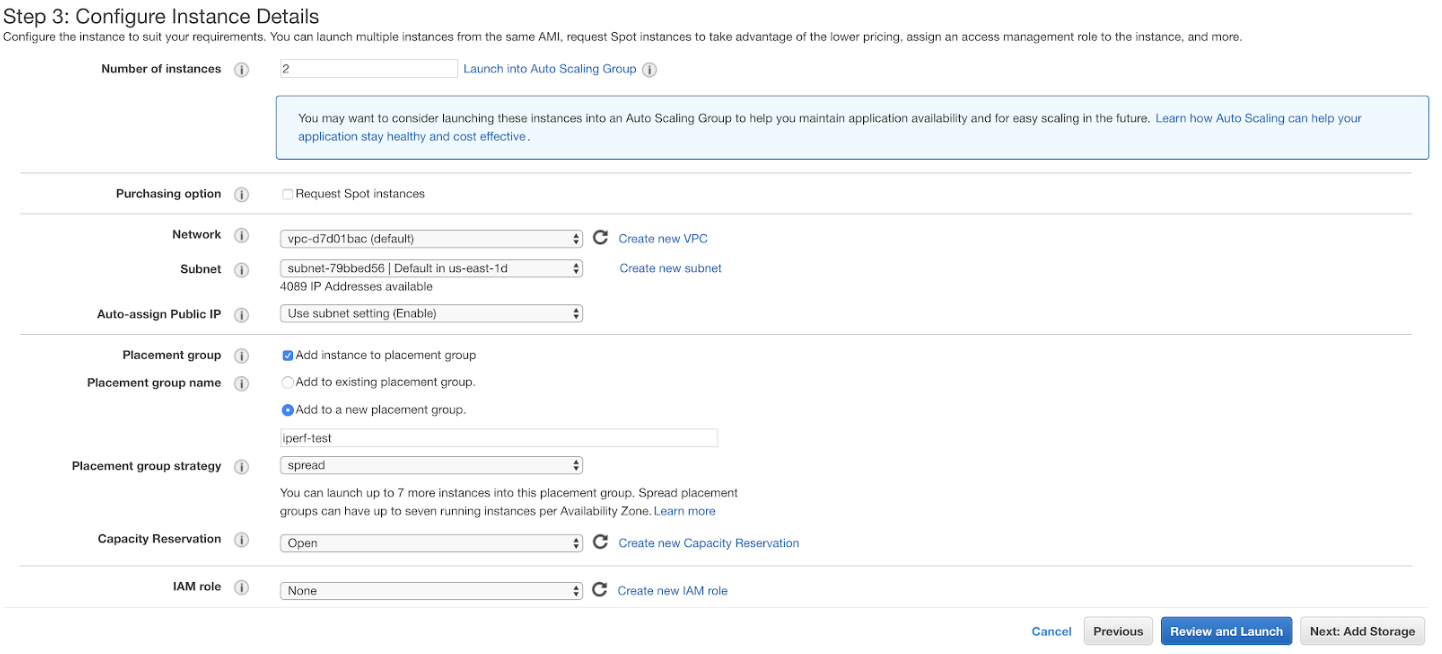 Step 3: Configure Instance Details
Configure the instance to suit your requirements. You can launch multiple instances from the same AMI, request Spot instances to take advantage of the lower pricing, assign an access management role to the instance, and more.
Number of instances i 2 Launch into Auto Scaling Group i
You may want to consider launching these instances into an Auto Scaling Group to help you maintain application availability and for easy scaling in the future. Learn how Auto Scaling can help your
application stay healthy and cost effective.
Purchasing option i Request Spot instances
Network i vpc-d7d01bac (default) Create new VPC
Subnet i subnet-79bbed56 | Default in us-east-1d Create new subnet
4089 IP Addresses available
Auto-assign Public IP i Use subnet setting (Enable)
Placement group i Add instance to placement group
Placement group name i Add to existing placement group.
Add to a new placement group.
iperf-test
Placement group strategy i spread
You can launch up to 7 more instances into this placement group. Spread placement
groups can have up to seven running instances per Availability Zone. Learn more
Capacity Reservation i Open Create new Capacity Reservation
IAM role i None Create new IAM role
Cancel Previous Review and Launch Next: Add Storage